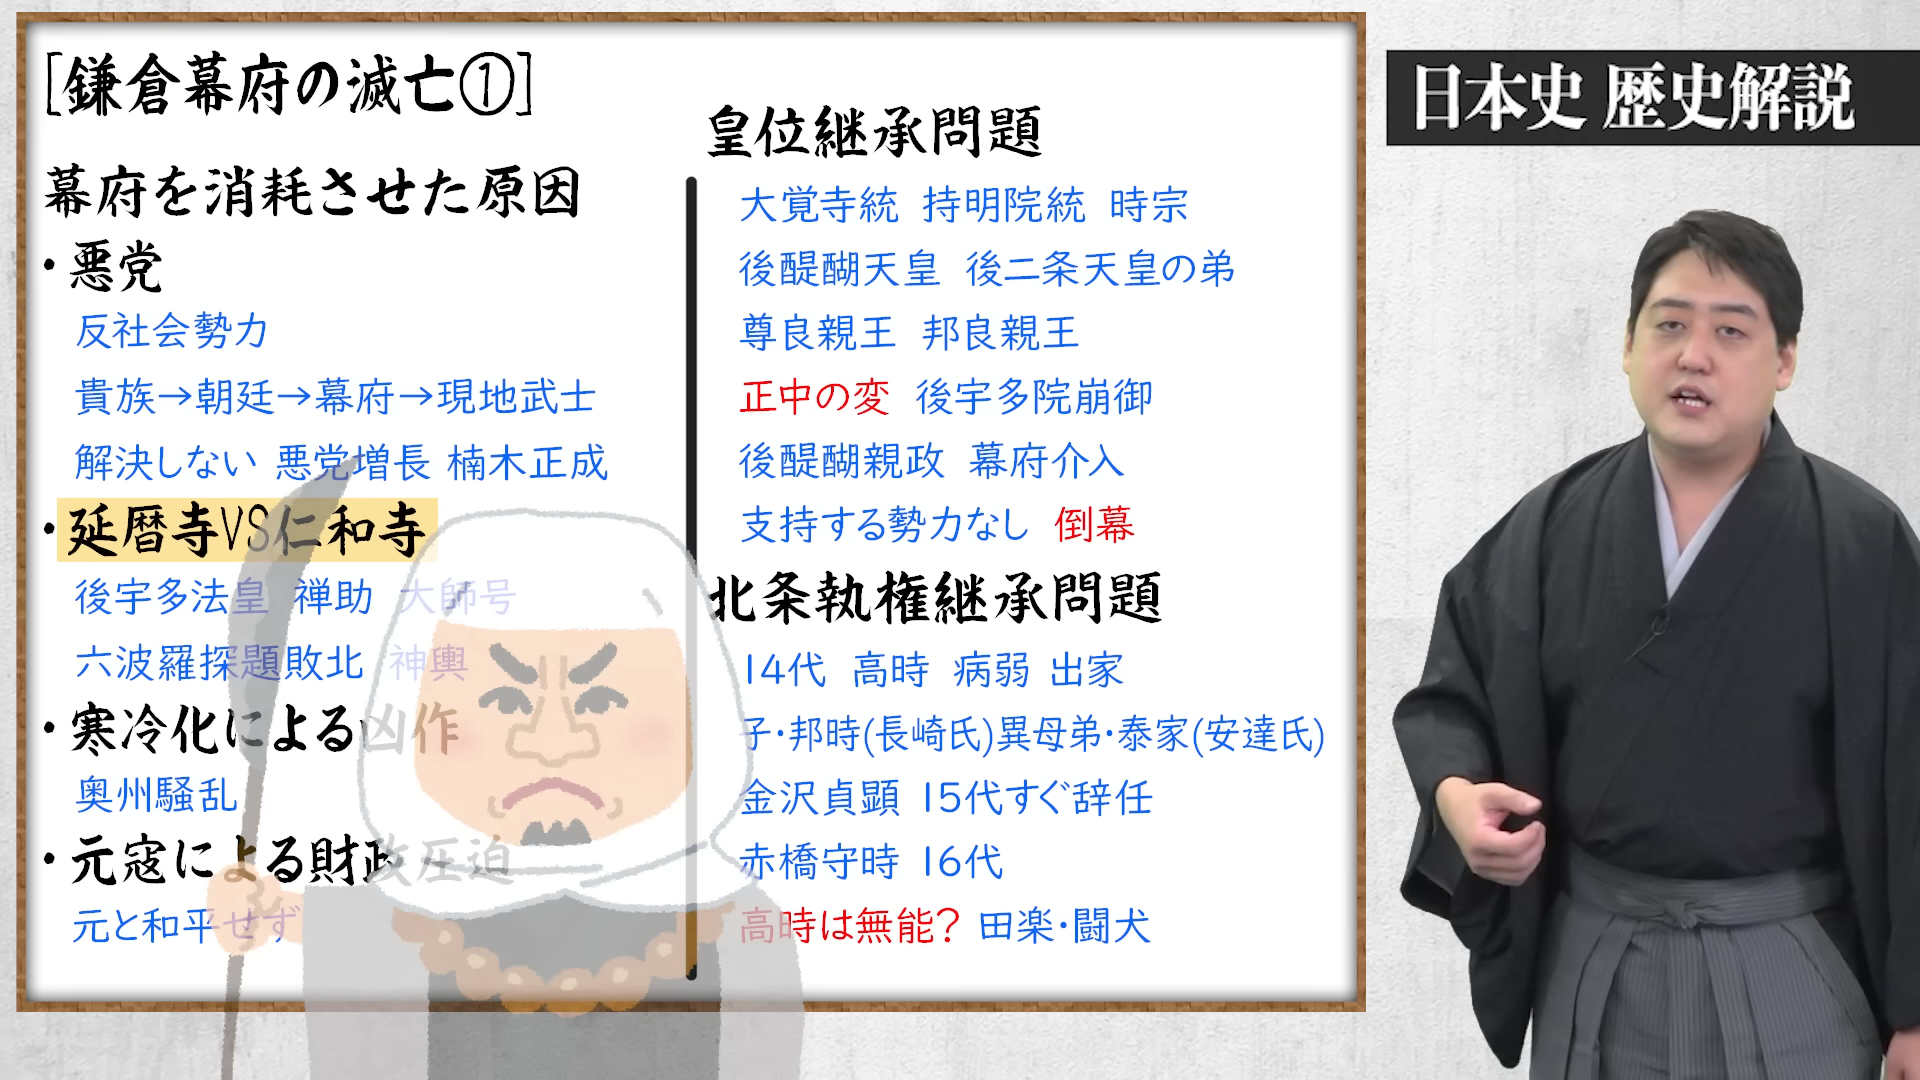 [鎌倉幕府の滅亡①]
幕府を消耗させた原因
・悪党
反社会勢力
貴族→朝廷→幕府→現地武士
解決しない 悪党増長 楠木正成
・延暦寺VS仁和寺
後宇多法皇 禅助 大師号
六波羅探題敗北 神輿
・寒冷化による凶作
奥州騒乱
・元寇による財政圧迫
元と和平せず
皇位継承問題
大覚寺統 持明院統 時宗
後醍醐天皇 後二条天皇の弟
尊良親王 邦良親王
正中の変 後宇多院崩御
後醍醐親政 幕府介入
支持する勢力なし 倒幕
北条執権継承問題
14代 高時 病弱 出家
子・邦時(長崎氏)異母弟・泰家(安達氏)
金沢貞顕 15代すぐ辞任
赤橋守時 16代
高時は無能? 田楽・闘犬
日本史 歴史解説